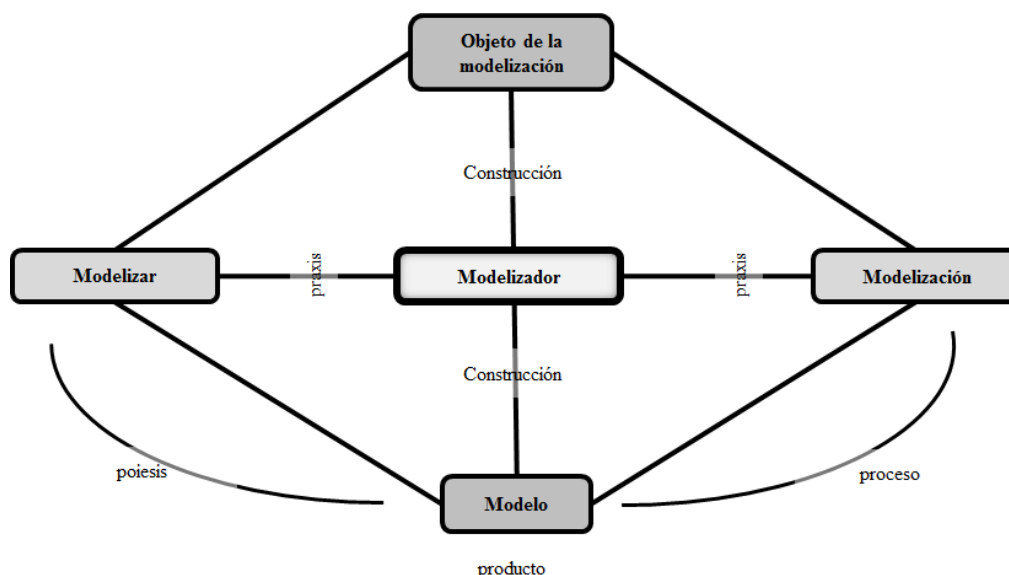 Objeto de la
modelización
Construcción
Modelizar
praxis
Modelizador
praxis
Modelización
Construcción
poiesis
Modelo
proceso
producto